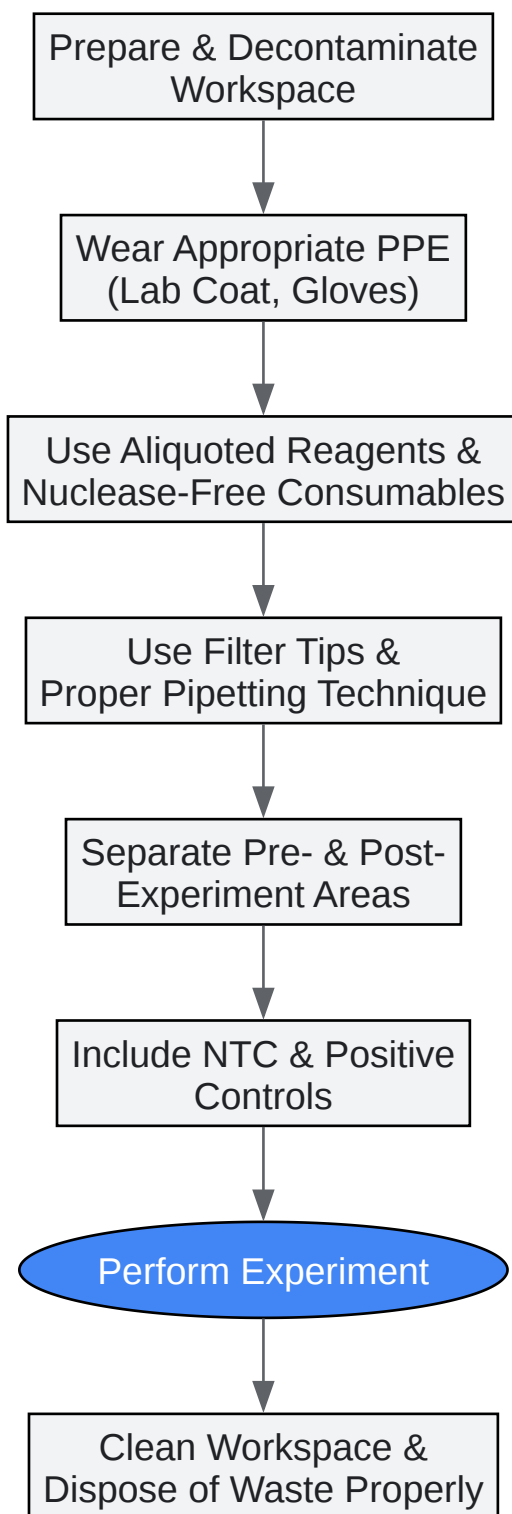 Prepare & Decontaminate
Workspace
Wear Appropriate PPE
(Lab Coat, Gloves)
Use Aliquoted Reagents &
Nuclease-Free Consumables
Use Filter Tips &
Proper Pipetting Technique
Separate Pre- & Post-
Experiment Areas
Include NTC & Positive
Controls
Perform Experiment
Clean Workspace &
Dispose of Waste Properly